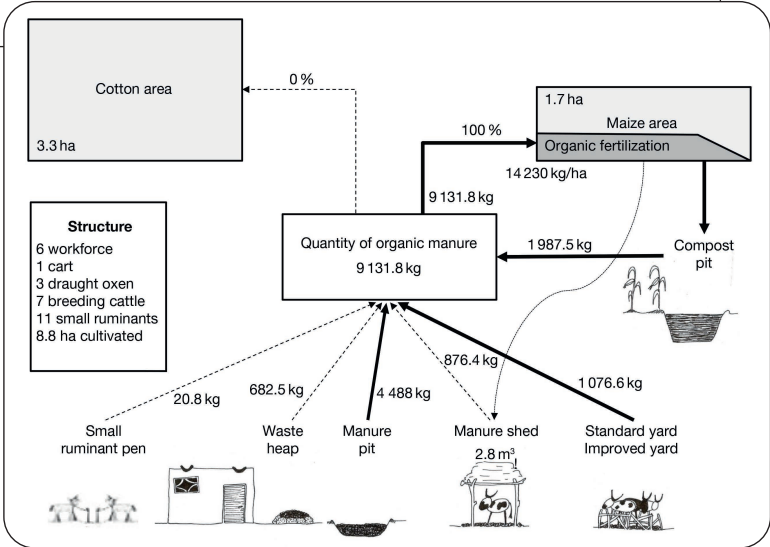 Cotton area
3.3 ha
0 %
1.7 ha
Maize area
Organic fertilization
100 %
14 230 kg/ha
9 131.8 kg
Structure
6 workforce
1 cart
3 draught oxen
7 breeding cattle
11 small ruminants
8.8 ha cultivated
Quantity of organic manure
9 131.8 kg
1 987.5 kg
Compost
pit
20.8 kg
682.5 kg
4 488 kg
876.4 kg
1 076.6 kg
Small
ruminant pen
Waste
heap
Manure
pit
Manure shed
2.8 m³
Standard yard
Improved yard